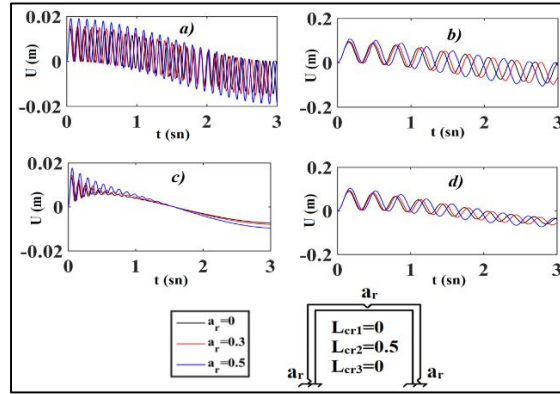 0.02
0
-0.02
U (m)
a)
0 1 2 3
t (sn)
0.2
0
-0.2
U (m)
b)
0 1 2 3
t (sn)
0.02
0
-0.02
U (m)
c)
0 1 2 3
t (sn)
0.2
0
-0.2
U (m)
d)
0 1 2 3
t (sn)
a_r=0
a_r=0.3
a_r=0.5
a_r
L_cr1=0
L_cr2=0.5
L_cr3=0
a_r a_r